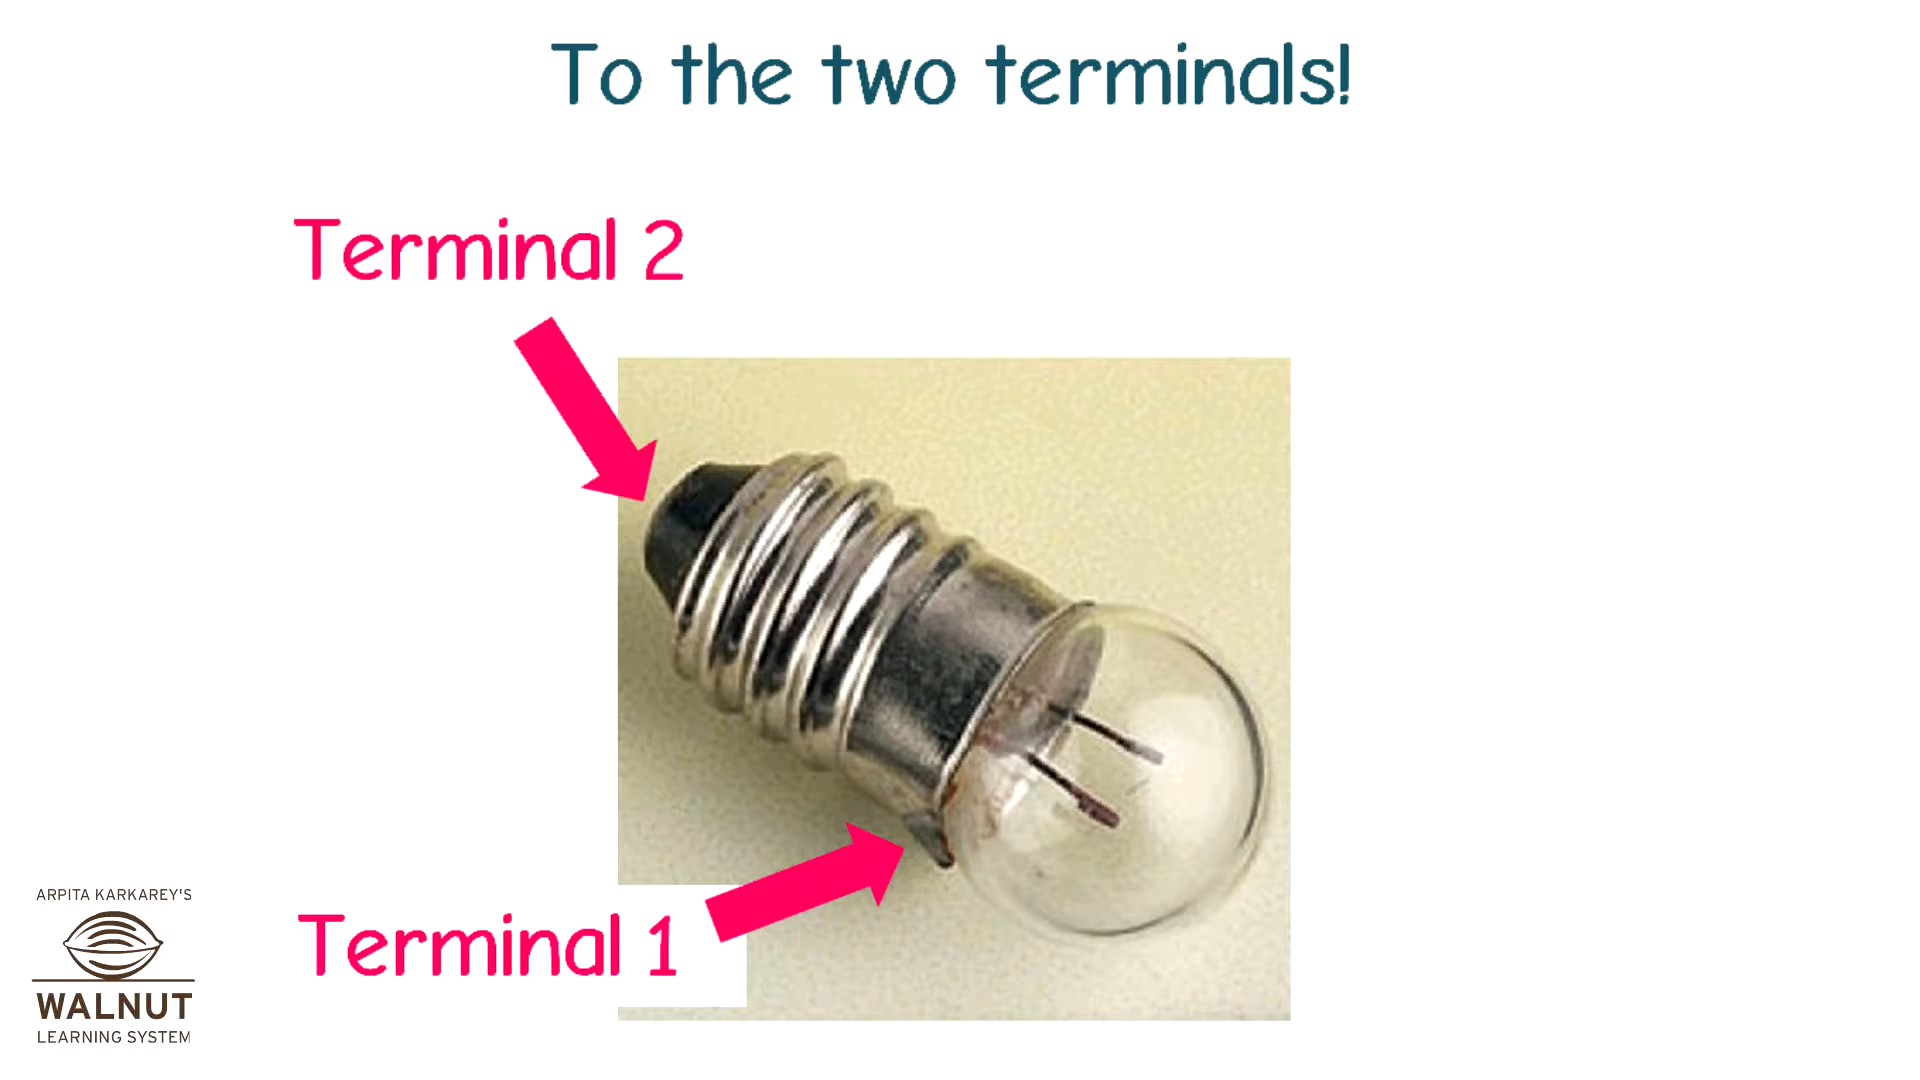 To the two terminals!
Terminal 2
Terminal 1
ARPITA KARKAREY'S
WALNUT
LEARNING SYSTEM